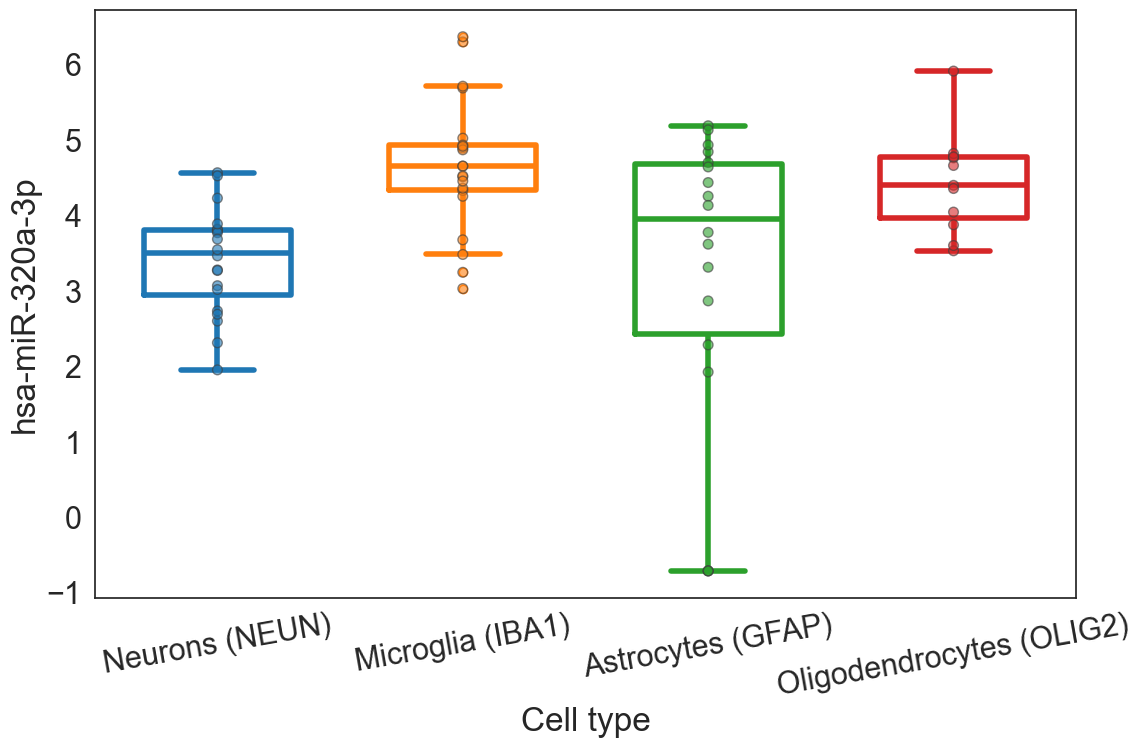 hsa-miR-320a-3p
6
5
4
3
2
1
0
−1
Neurons (NEUN)
Microglia (IBA1)
Astrocytes (GFAP)
Oligodendrocytes (OLIG2)
Cell type